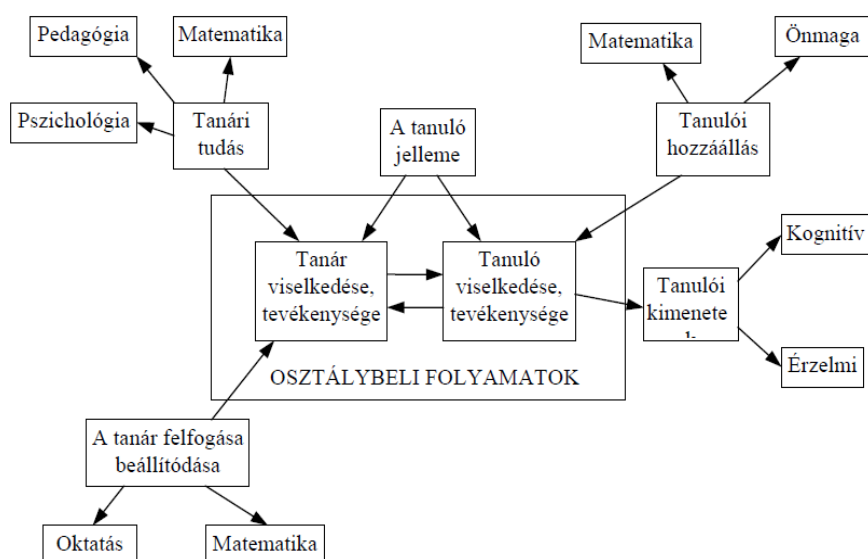 Pedagógia
Matematika
Matematika
Önmaga
Pszichológia
Tanári
tudás
A tanuló
jelleme
Tanulói
hozzáállás
Kognitív
Tanár
viselkedése,
tevékenysége
Tanuló
viselkedése,
tevékenysége
Tanulói
kimenetek
Érzelmi
OSZTÁLYBELI FOLYAMATOK
A tanár felfogása
beállítódása
Oktatás
Matematika